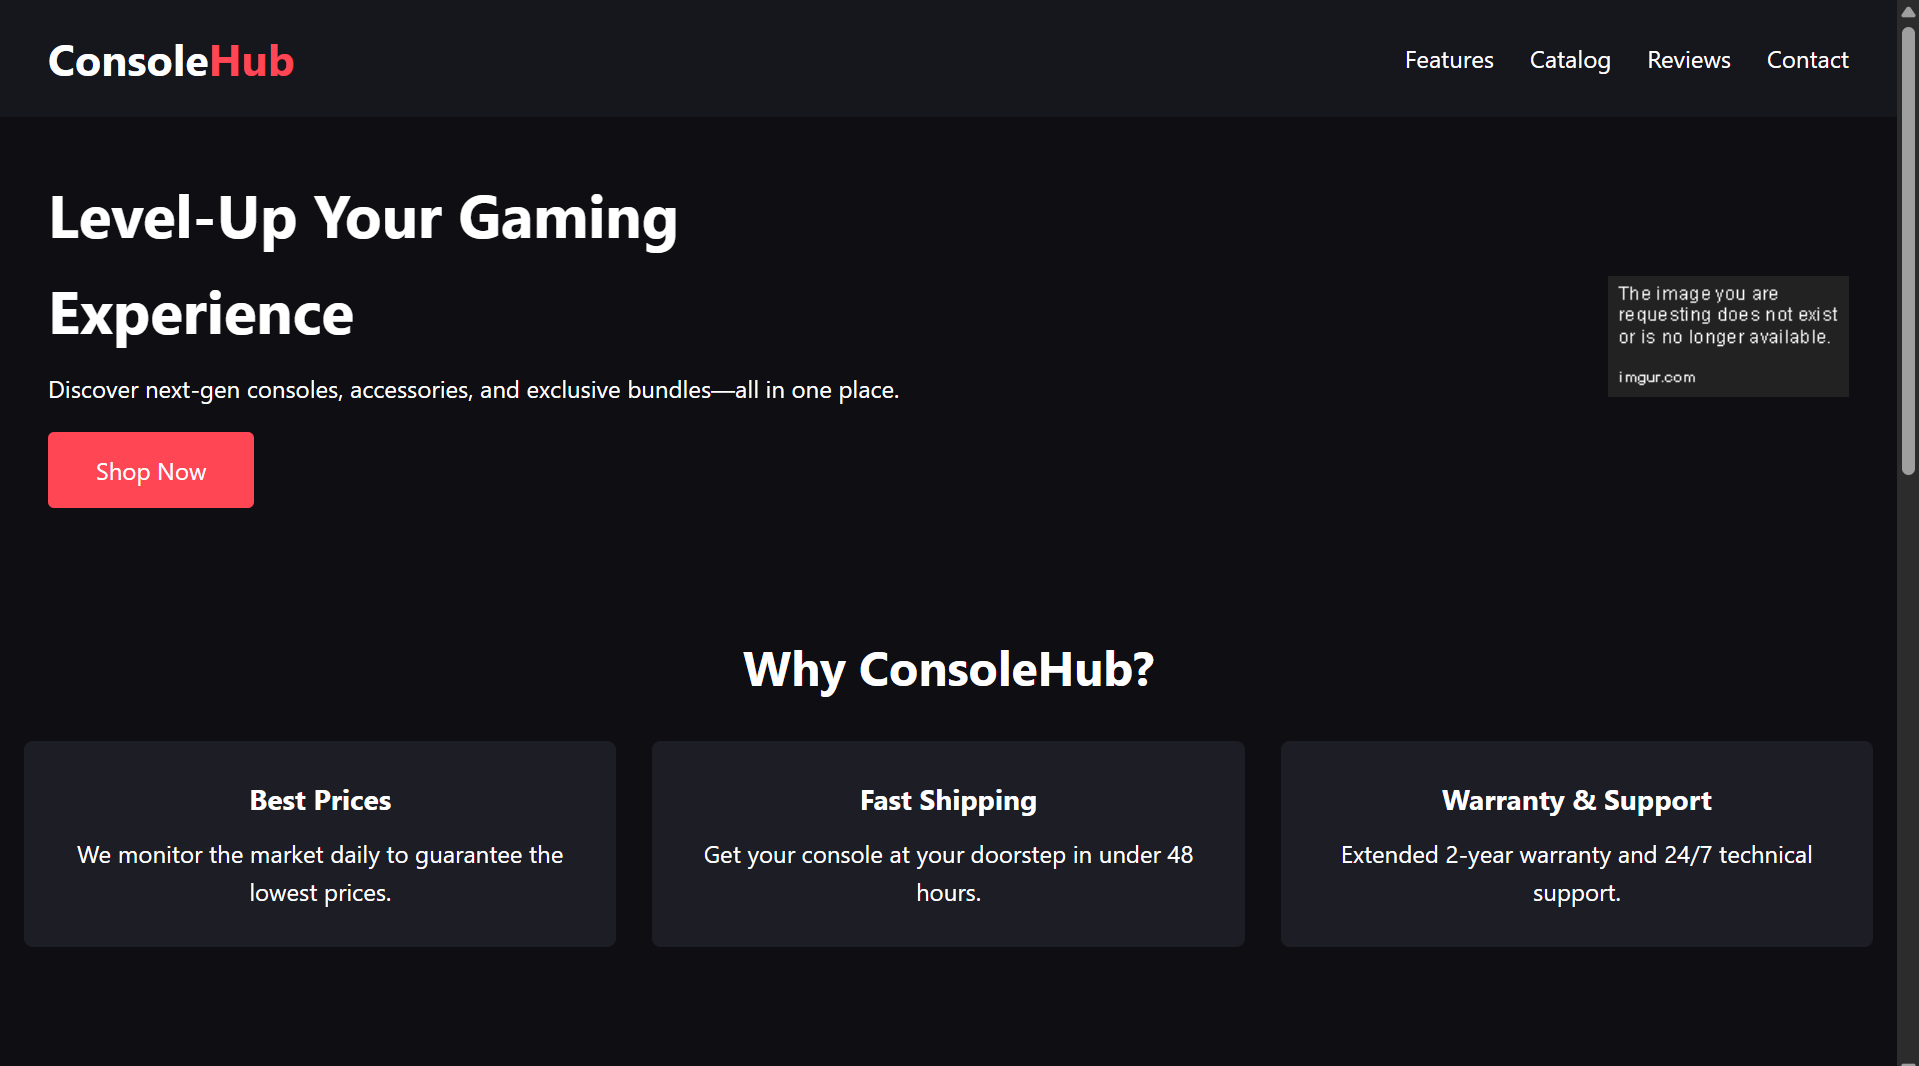 ConsoleHub
Features Catalog Reviews Contact
Level-Up Your Gaming
Experience
Discover next-gen consoles, accessories, and exclusive bundles—all in one place.
Shop Now
The image you are
requesting does not exist
or is no longer available.
imgur.com
Why ConsoleHub?
Best Prices
We monitor the market daily to guarantee the
lowest prices.
Fast Shipping
Get your console at your doorstep in under 48
hours.
Warranty & Support
Extended 2-year warranty and 24/7 technical
support.